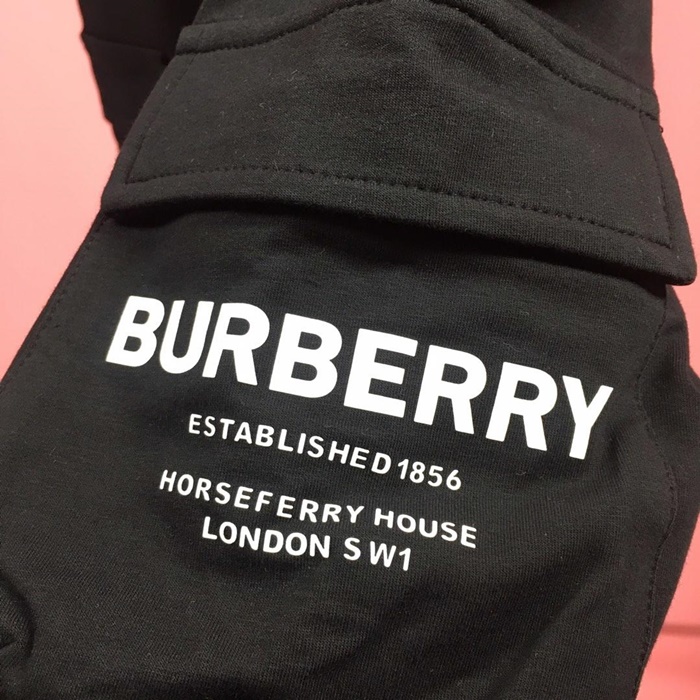 BURBERRY
ESTABLISHED 1856
HORSEFERRY HOUSE
LONDON SW1